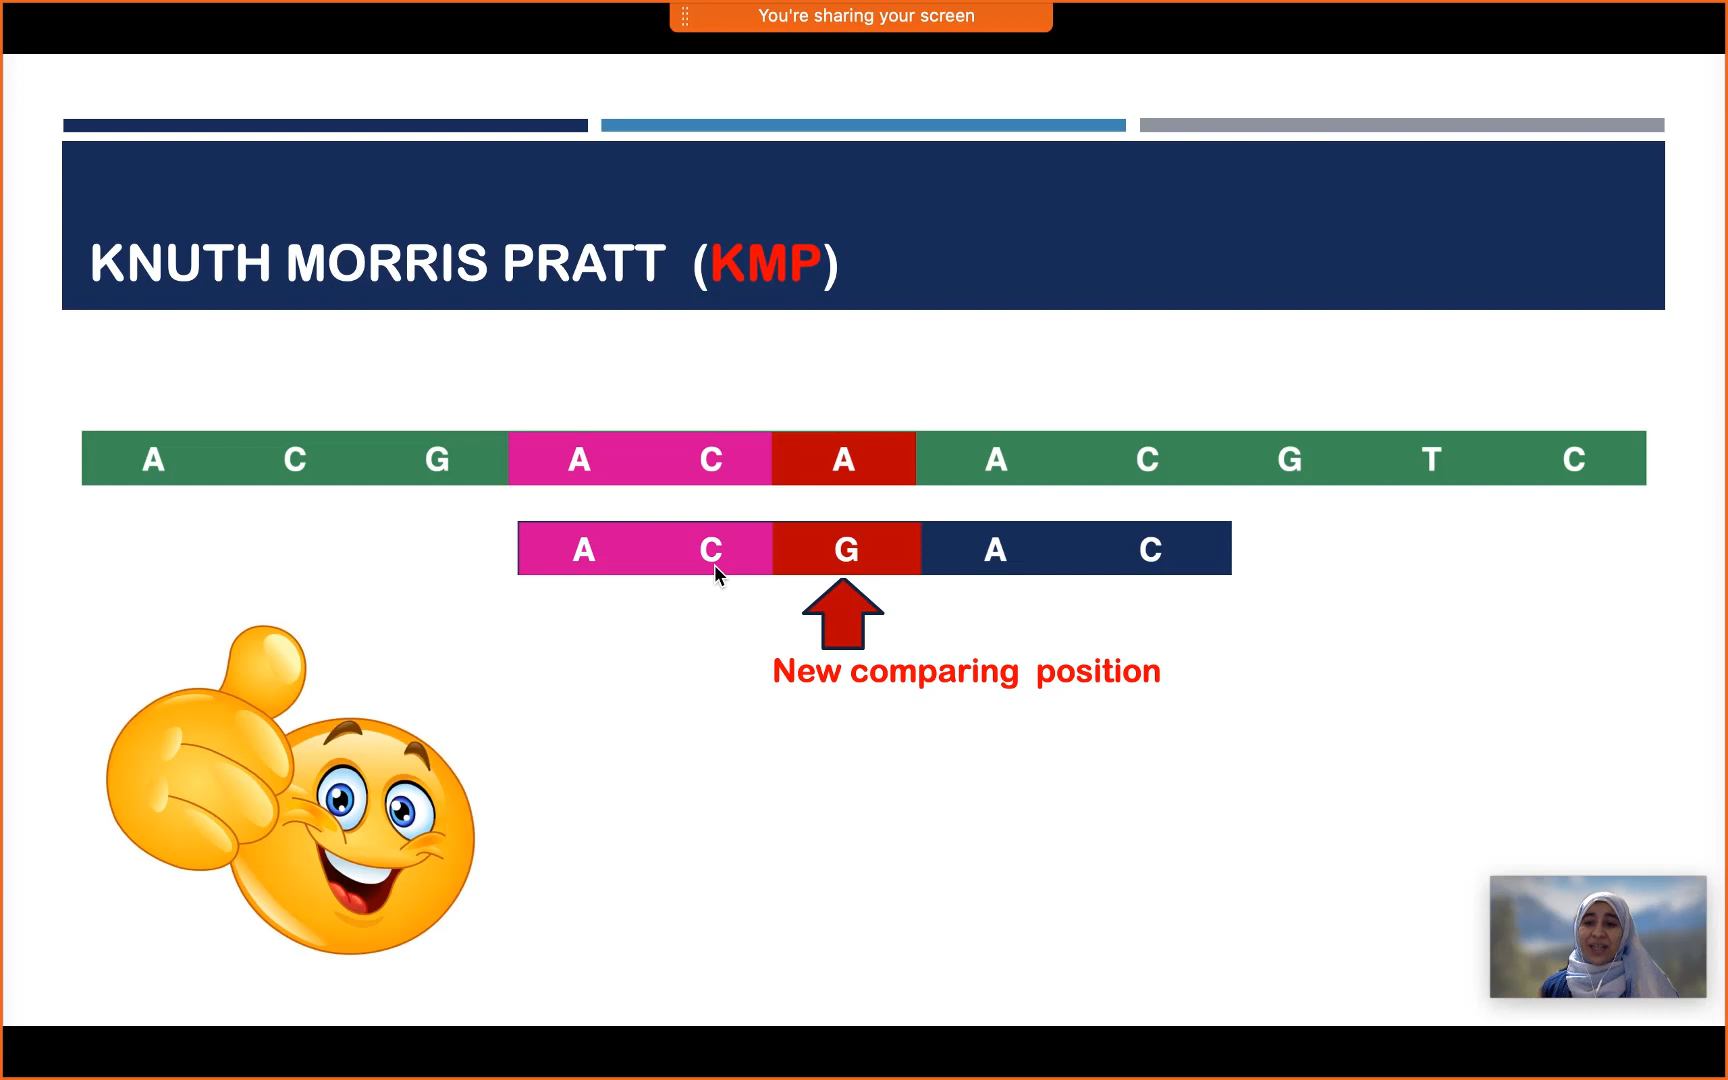 You're sharing your screen
KNUTH MORRIS PRATT (KMP)
A C G A C A A C G T C
A C G A C
New comparing position